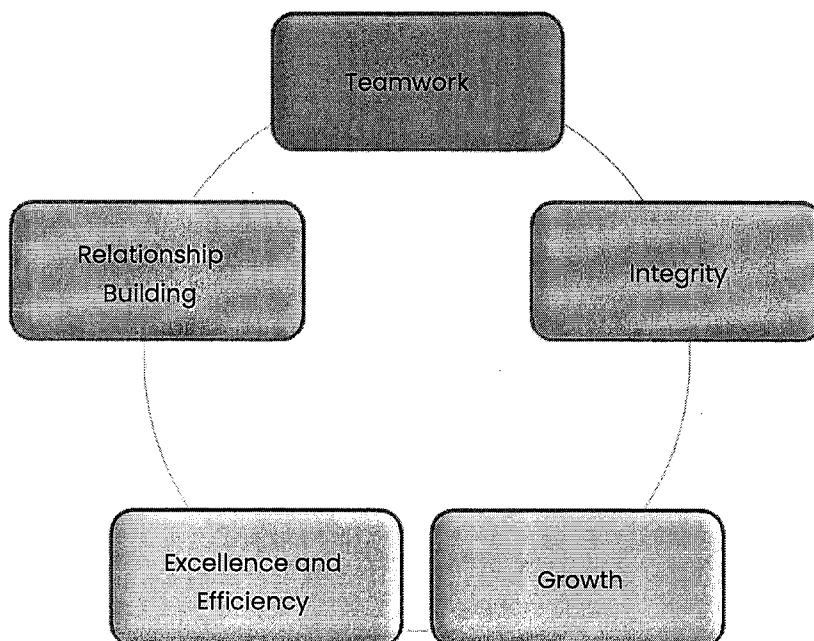 Teamwork
Relationship
Building
Integrity
Excellence and
Efficiency
Growth